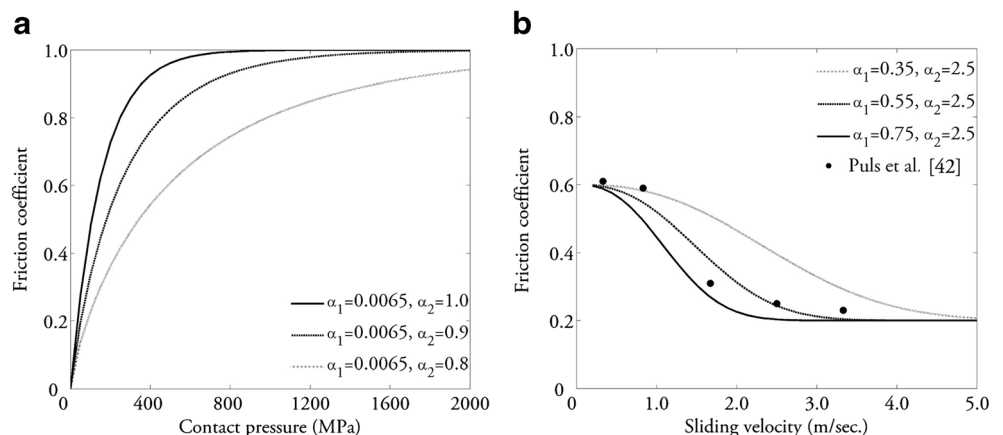 a
Friction coefficient
1.0
0.8
0.6
0.4
0.2
0
α1=0.0065, α2=1.0
α1=0.0065, α2=0.9
α1=0.0065, α2=0.8
0 400 800 1200 1600 2000
Contact pressure (MPa)
b
Friction coefficient
1.0
0.8
0.6
0.4
0.2
0
α1=0.35, α2=2.5
α1=0.55, α2=2.5
α1=0.75, α2=2.5
Puls et al. [42]
0 1.0 2.0 3.0 4.0 5.0
Sliding velocity (m/sec.)